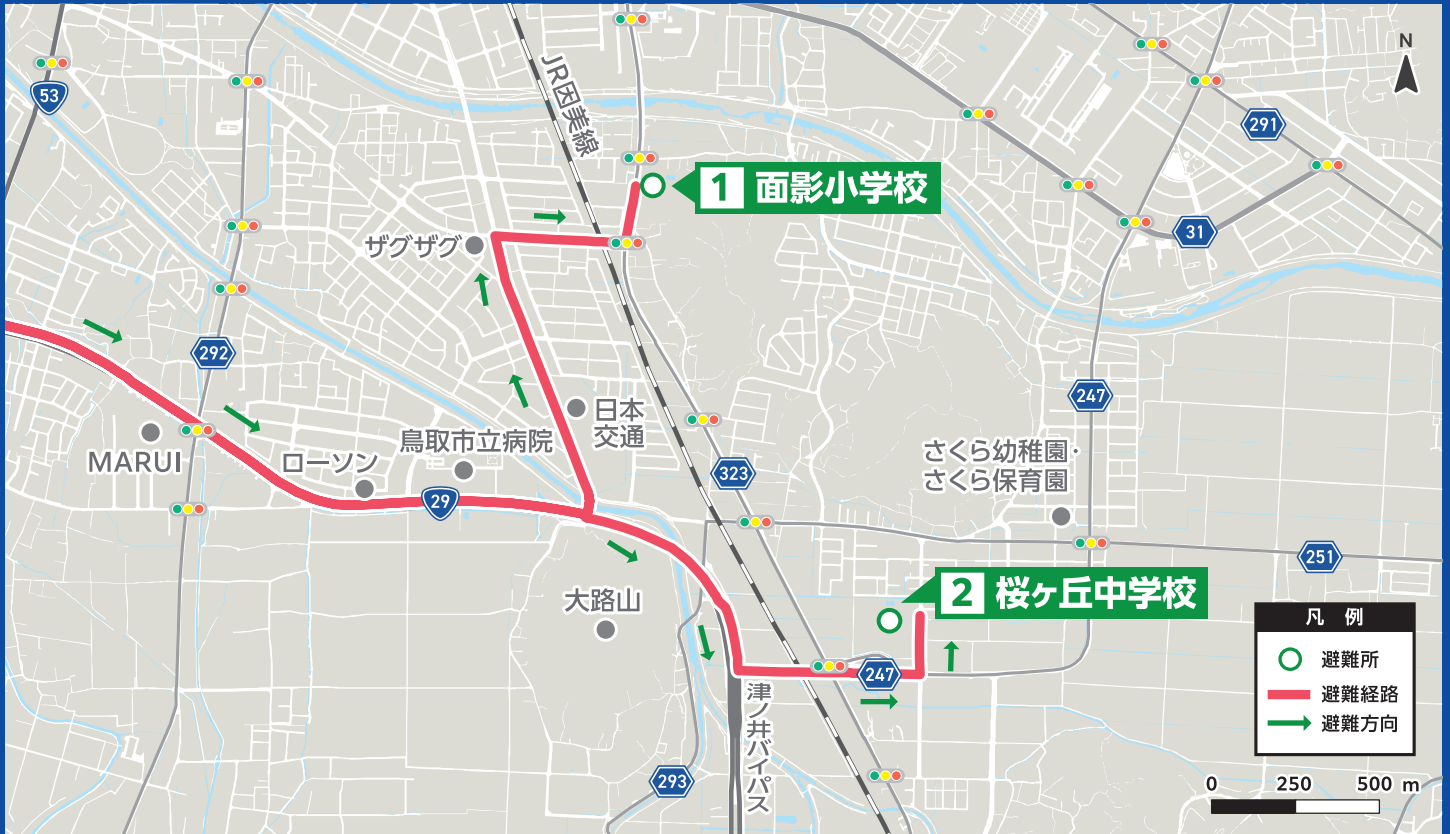 N
53
JR因美線
291
1 面影小学校
31
ザグザグ
292
247
日本
交通
鳥取市立病院
さくら幼稚園・
さくら保育園
MARUI
ローソン
323
29
251
2 桜ヶ丘中学校
大路山
凡 例
避難所
避難経路
避難方向
247
津ノ井バイパス
293
0 250 500 m